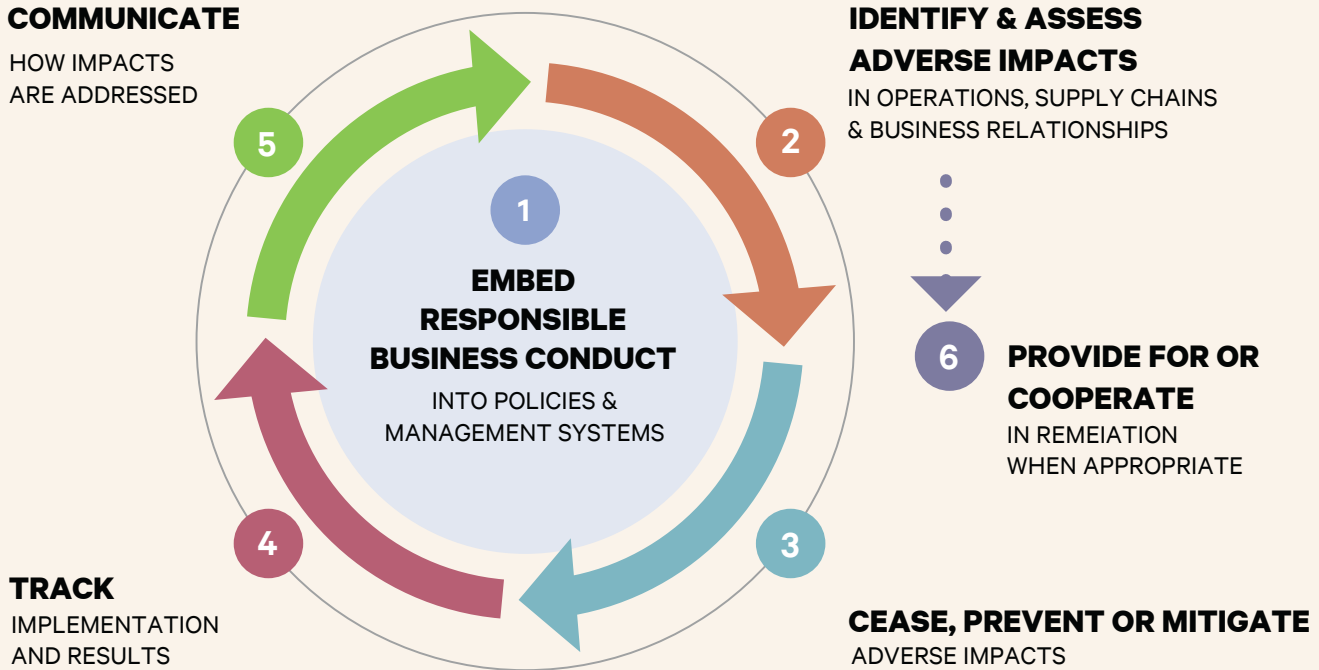 COMMUNICATE
HOW IMPACTS
ARE ADDRESSED
5
1
EMBED
RESPONSIBLE
BUSINESS CONDUCT
INTO POLICIES &
MANAGEMENT SYSTEMS
2
IDENTIFY & ASSESS
ADVERSE IMPACTS
IN OPERATIONS, SUPPLY CHAINS
& BUSINESS RELATIONSHIPS
6
PROVIDE FOR OR
COOPERATE
IN REMEIATION
WHEN APPROPRIATE
4
TRACK
IMPLEMENTATION
AND RESULTS
3
CEASE, PREVENT OR MITIGATE
ADVERSE IMPACTS